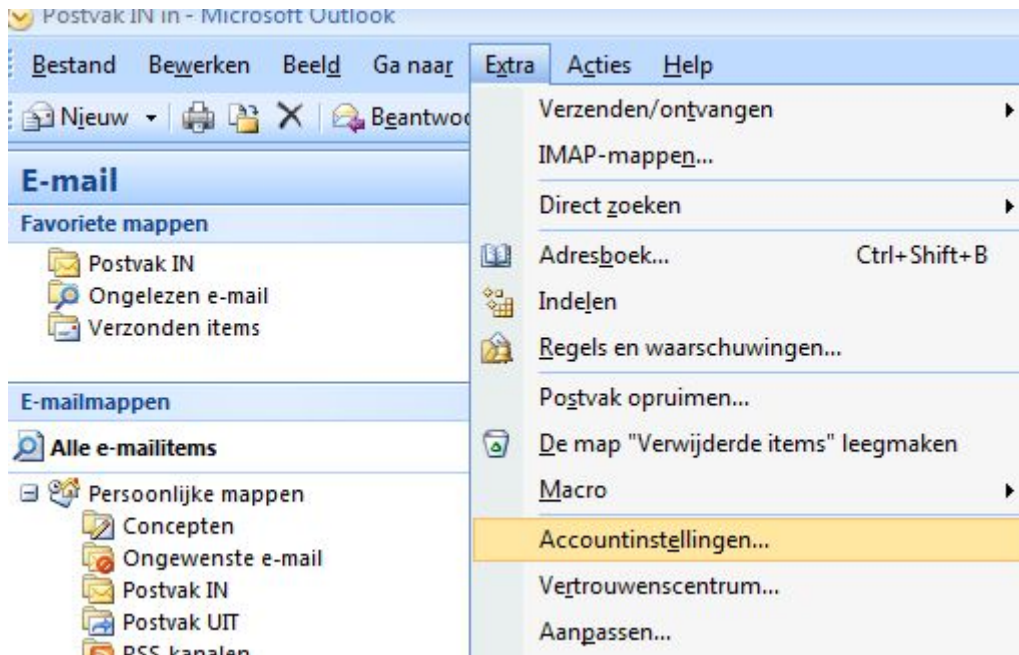 Postvak IN in - Microsoft Outlook
Bestand Bewerken Beeld Ga naar Extra Acties Help
Nieuw Beantwoo
E-mail
Favoriete mappen
Postvak IN
Ongelezen e-mail
Verzonden items
E-mailmappen
Alle e-mailitems
Persoonlijke mappen
Concepten
Ongewenste e-mail
Postvak IN
Postvak UIT
RSS-kanalen
Verzenden/ontvangen
IMAP-mappen...
Direct zoeken
Adresboek... Ctrl+Shift+B
Indelen
Regels en waarschuwingen...
Postvak opruimen...
De map "Verwijderde items" leegmaken
Macro
Accountinstellingen...
Vertrouwenscentrum...
Aanpassen...